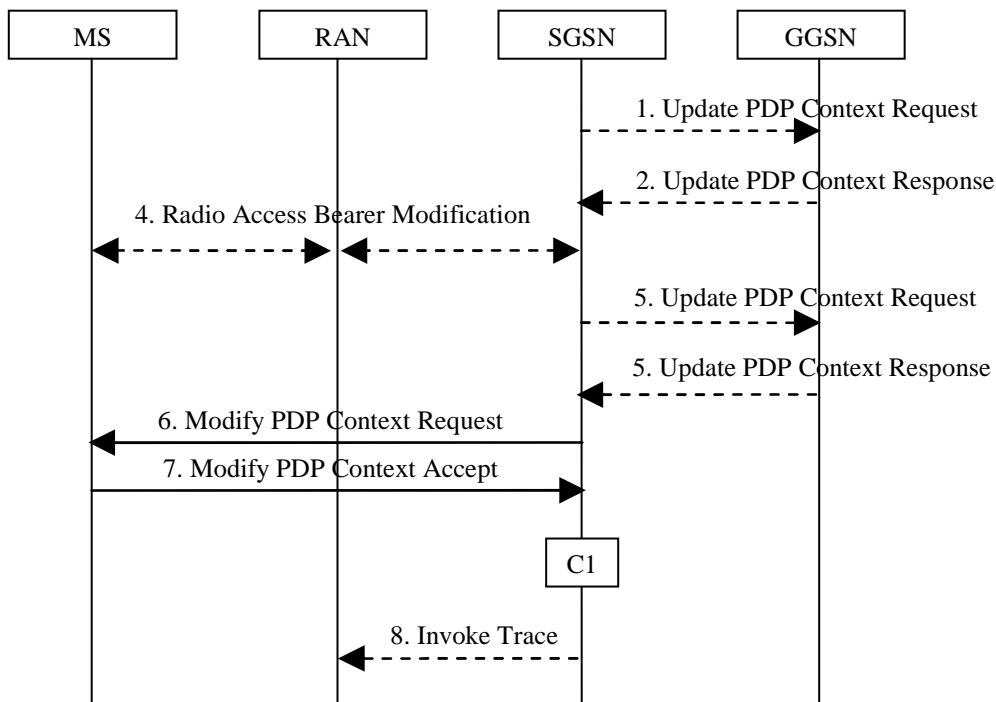 MS
RAN
SGSN
GGSN
1. Update PDP Context Request
2. Update PDP Context Response
4. Radio Access Bearer Modification
5. Update PDP Context Request
5. Update PDP Context Response
6. Modify PDP Context Request
7. Modify PDP Context Accept
C1
8. Invoke Trace